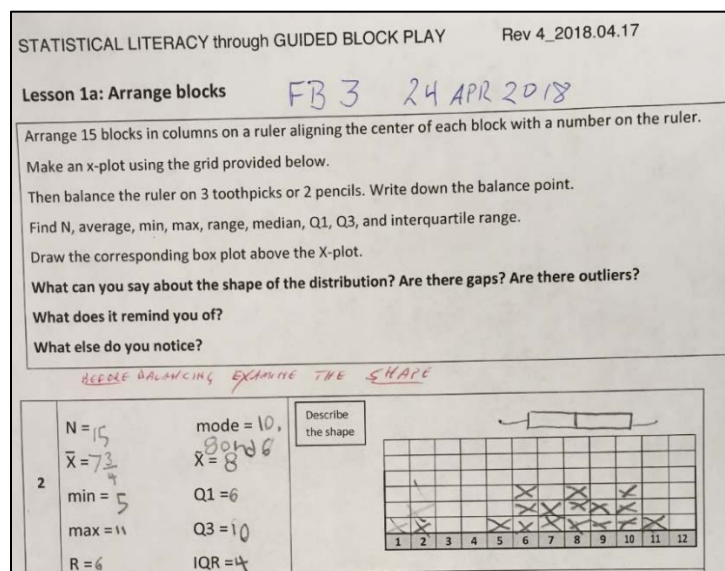 STATISTICAL LITERACY through GUIDED BLOCK PLAY Rev 4_2018.04.17
Lesson 1a: Arrange blocks FB 3 24 APR 2018
Arrange 15 blocks in columns on a ruler aligning the center of each block with a number on the ruler.
Make an x-plot using the grid provided below.
Then balance the ruler on 3 toothpicks or 2 pencils. Write down the balance point.
Find N, average, min, max, range, median, Q1, Q3, and interquartile range.
Draw the corresponding box plot above the X-plot.
What can you say about the shape of the distribution? Are there gaps? Are there outliers?
What does it remind you of?
What else do you notice?
BEFORE BALANCING EXAMINE THE SHAPE
2
N = 15
X̄ = 7 3/4
min = 5
max = 11
R = 6
mode = 10,
8 and 6
x̃ = 8
Q1 = 6
Q3 = 10
IQR = 4
Describe
the shape
1 2 3 4 5 6 7 8 9 10 11 12